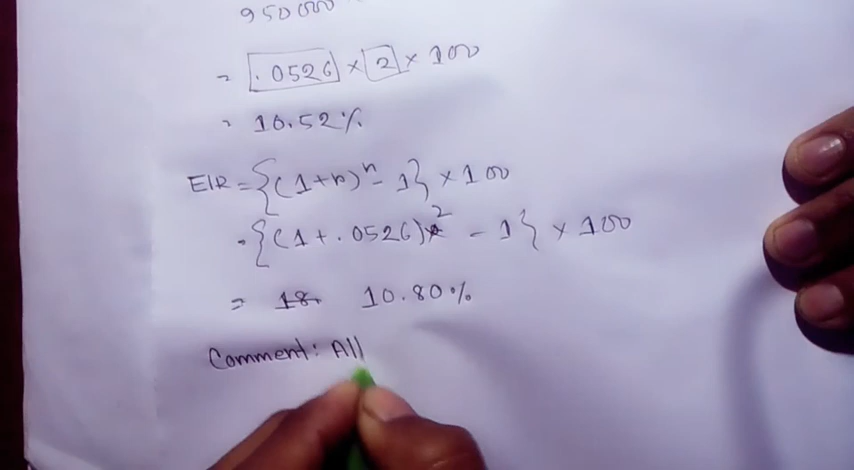 950000
= .0526 × 2 × 100
= 10.52%
EIR = {(1+r)^n - 1} × 100
= {(1 + .0526)^2 - 1} × 100
= 10.80%
Comment: All